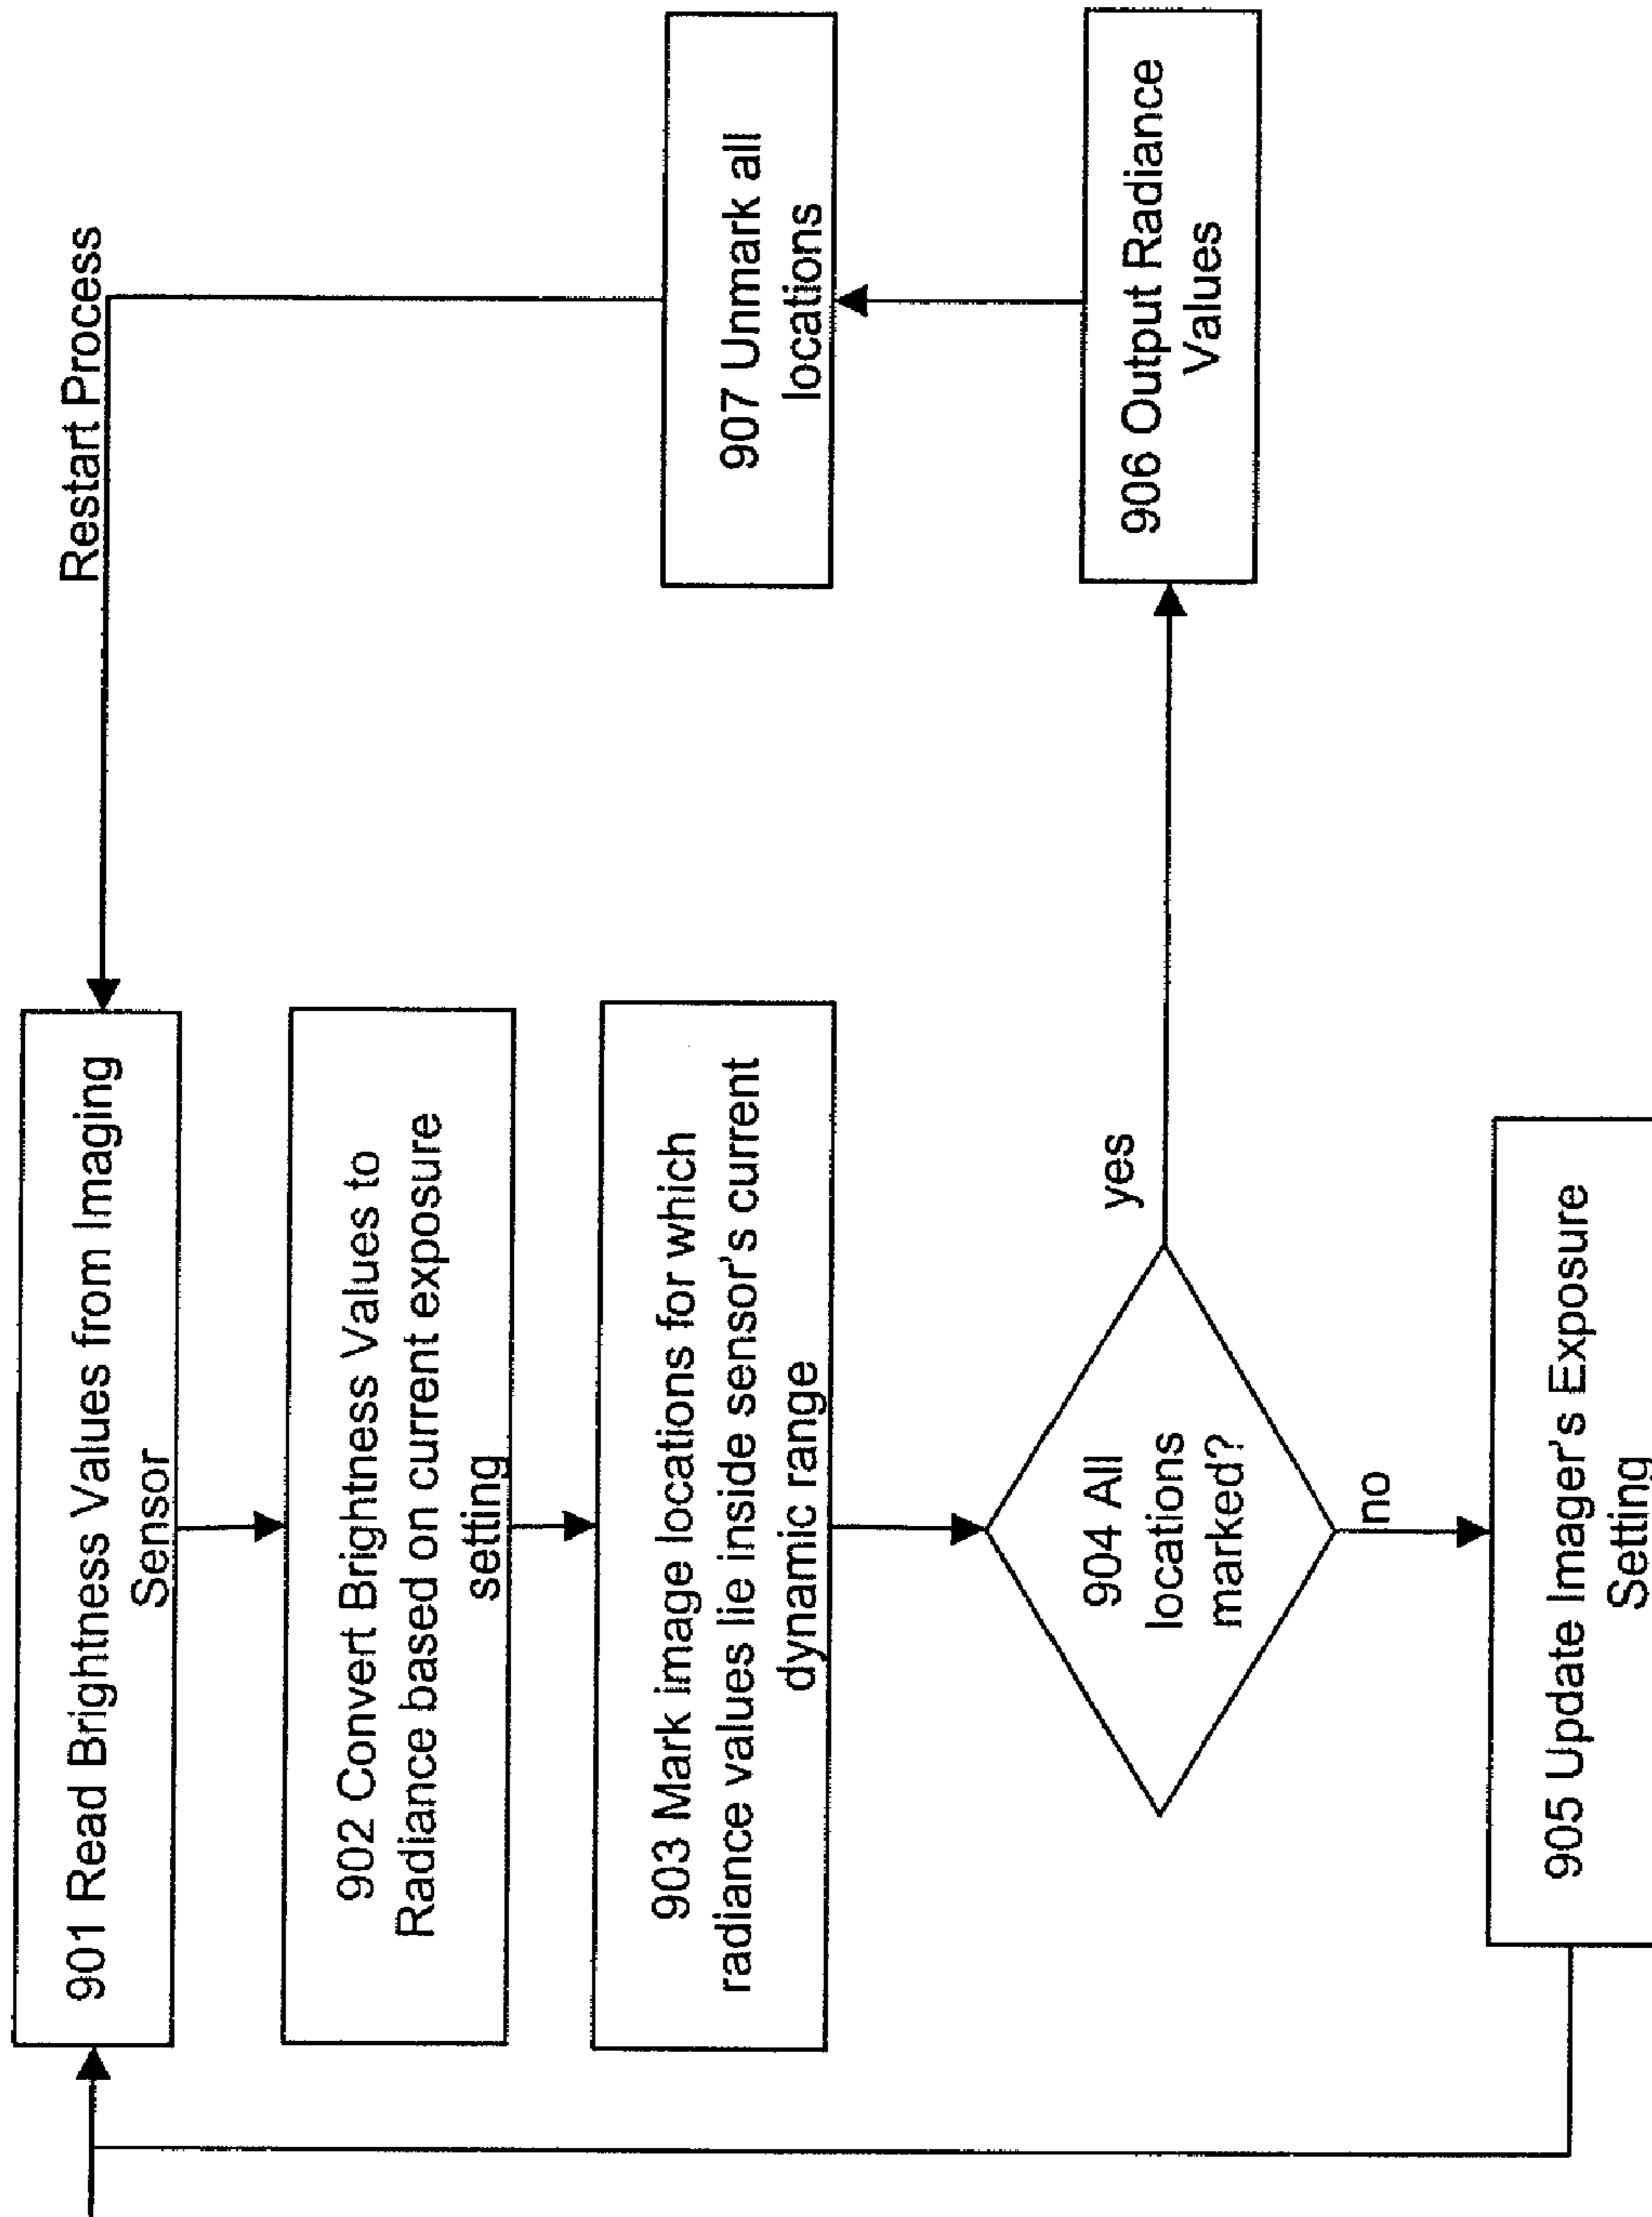 901 Read Brightness Values from Imaging
Sensor
902 Convert Brightness Values to
Radiance based on current exposure
setting
903 Mark image locations for which
radiance values lie inside sensor's current
dynamic range
904 All
locations
marked?
yes
no
905 Update Imager's Exposure
Setting
906 Output Radiance
Values
907 Unmark all
locations
Restart Process